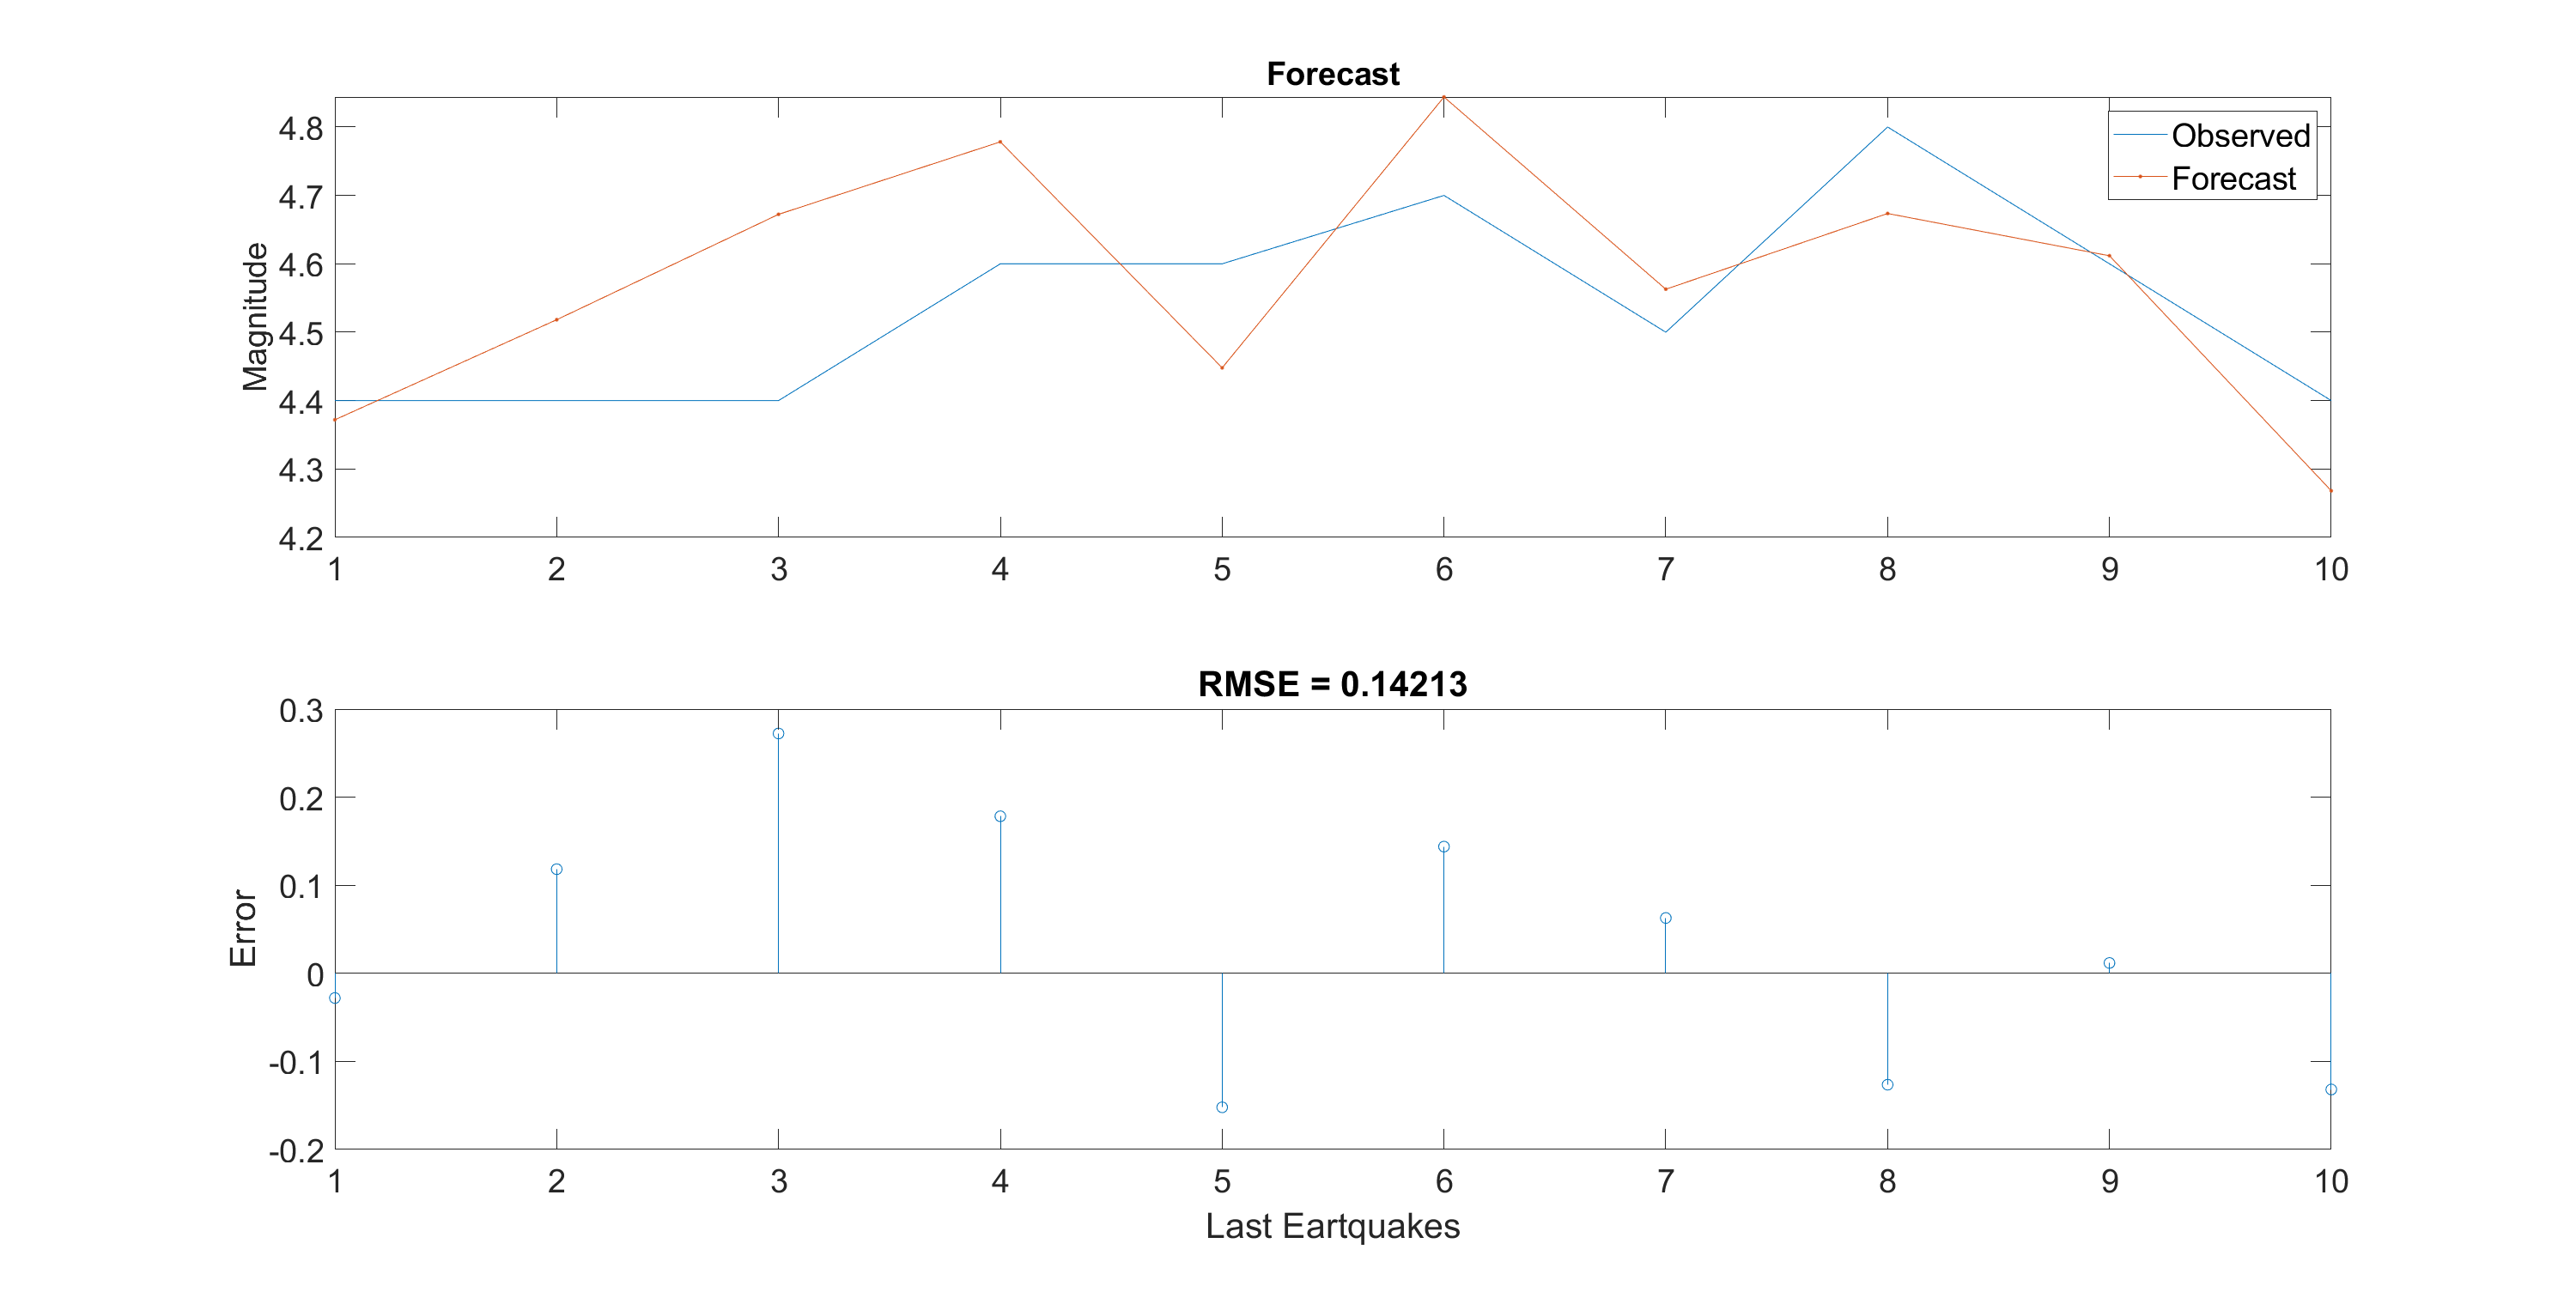 Forecast
4.8
4.7
4.6
4.5
4.4
4.3
4.2
Magnitude
Observed
Forecast
1 2 3 4 5 6 7 8 9 10
RMSE = 0.14213
0.3
0.2
0.1
0
-0.1
-0.2
Error
1 2 3 4 5 6 7 8 9 10
Last Eartquakes